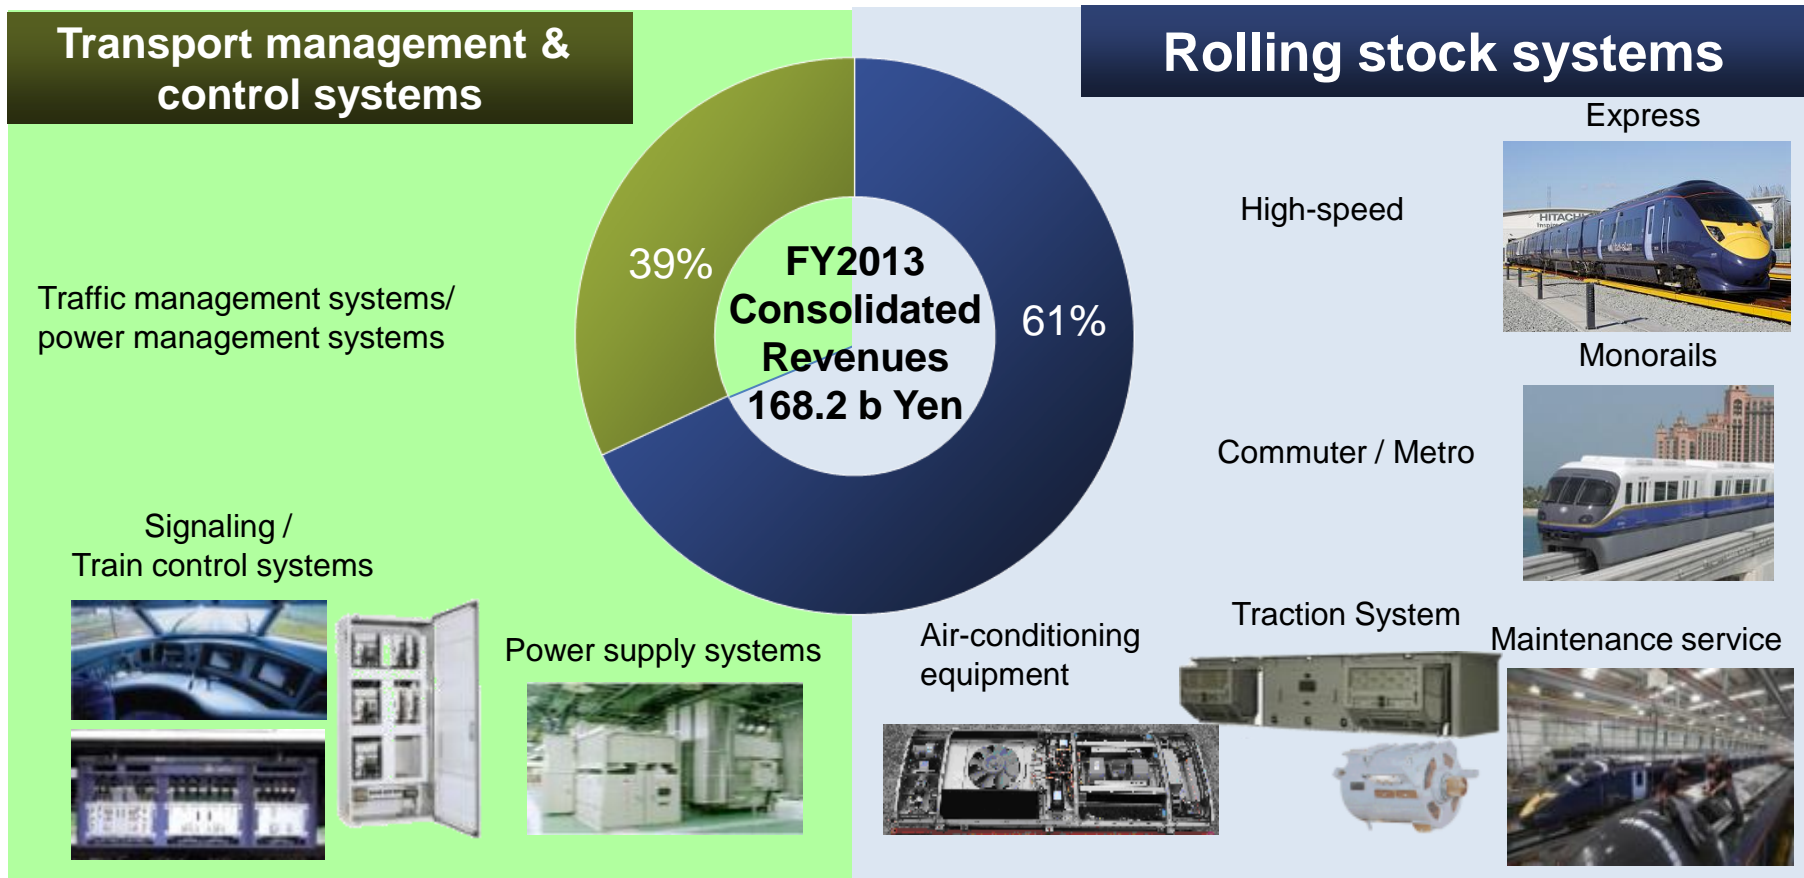 Transport management &
control systems
Rolling stock systems
Express
High-speed
HITACHI
39%
FY2013
Consolidated
Revenues
168.2 b Yen
61%
Traffic management systems/
power management systems
Monorails
Commuter / Metro
Signaling /
Train control systems
Power supply systems
Air-conditioning
equipment
Traction System
Maintenance service